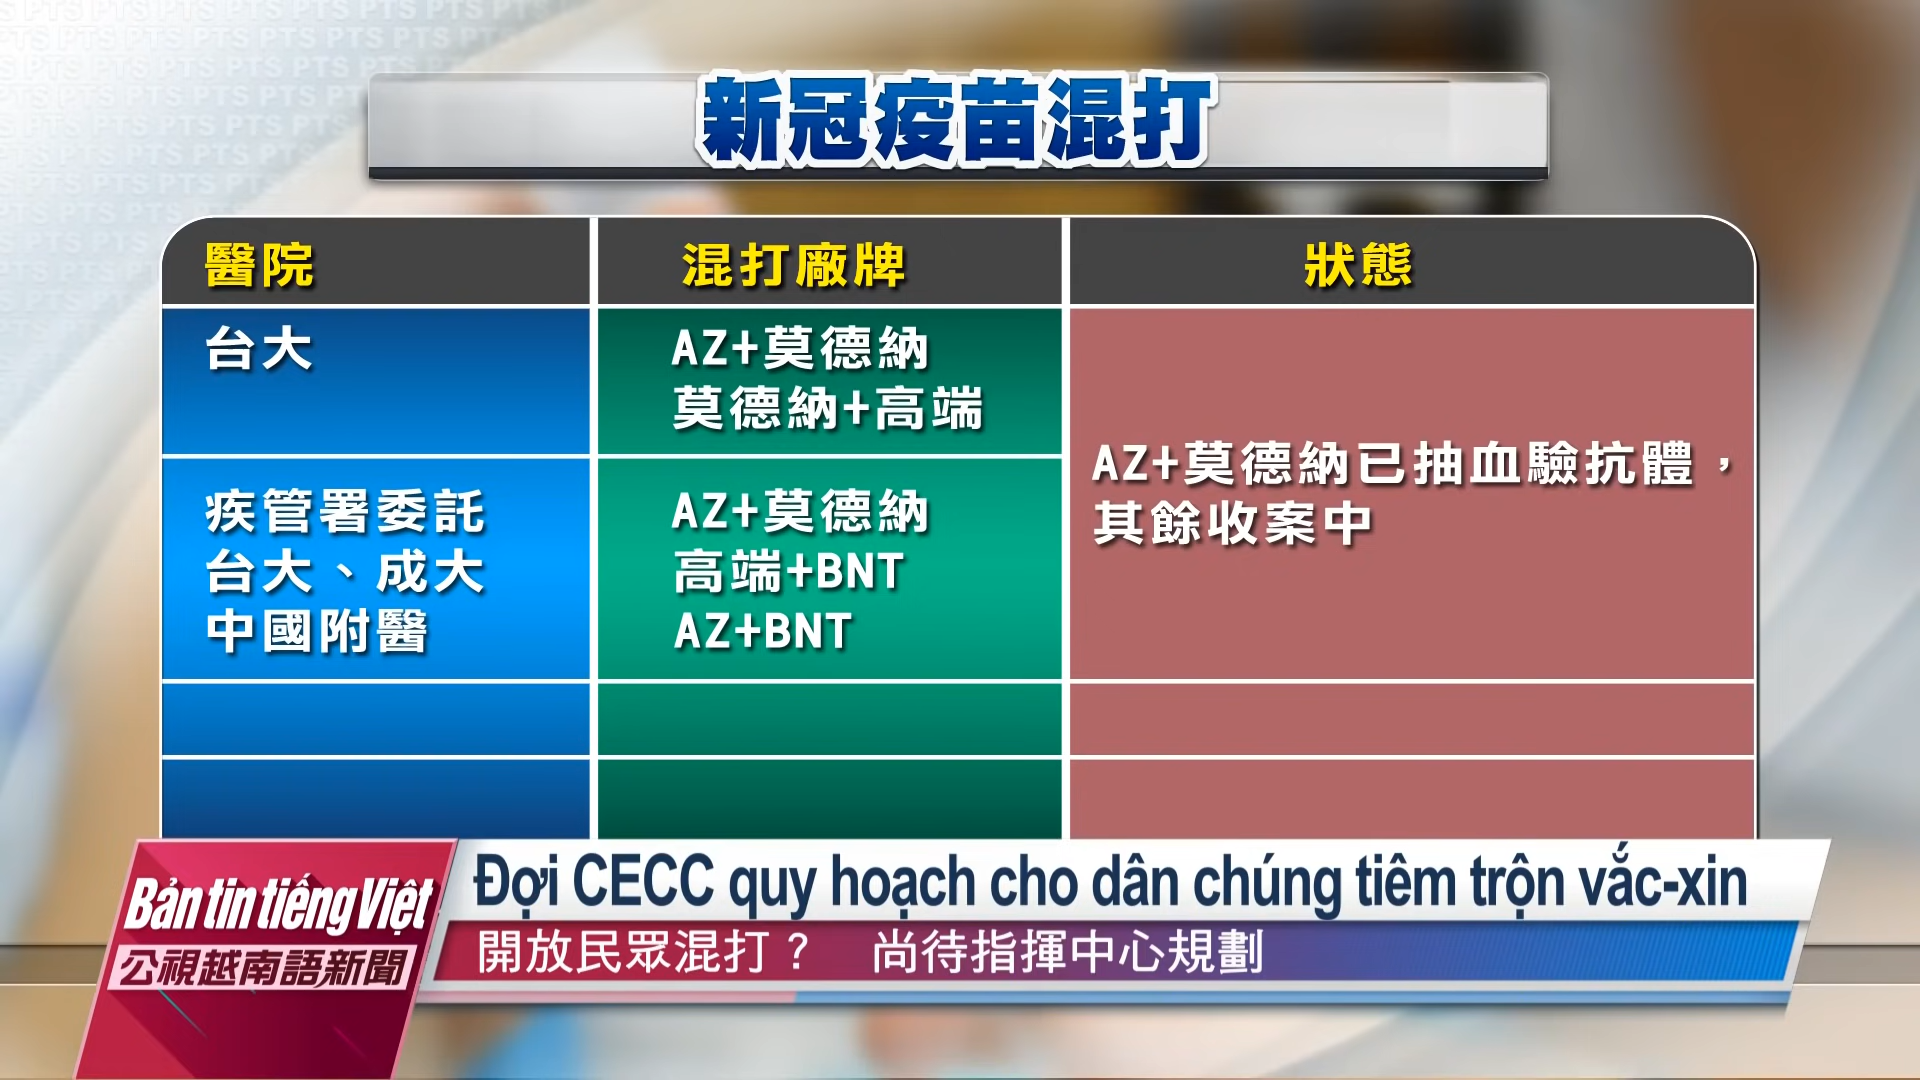 新冠疫苗混打
醫院
混打廠牌
狀態
台大
AZ+莫德納
莫德納+高端
疾管署委託
台大、成大
中國附醫
AZ+莫德納
高端+BNT
AZ+BNT
AZ+莫德納已抽血驗抗體，
其餘收案中
Bản tin tiếng Việt
公視越南語新聞
Đợi CECC quy hoạch cho dân chúng tiêm trộn vắc-xin
開放民眾混打？ 尚待指揮中心規劃